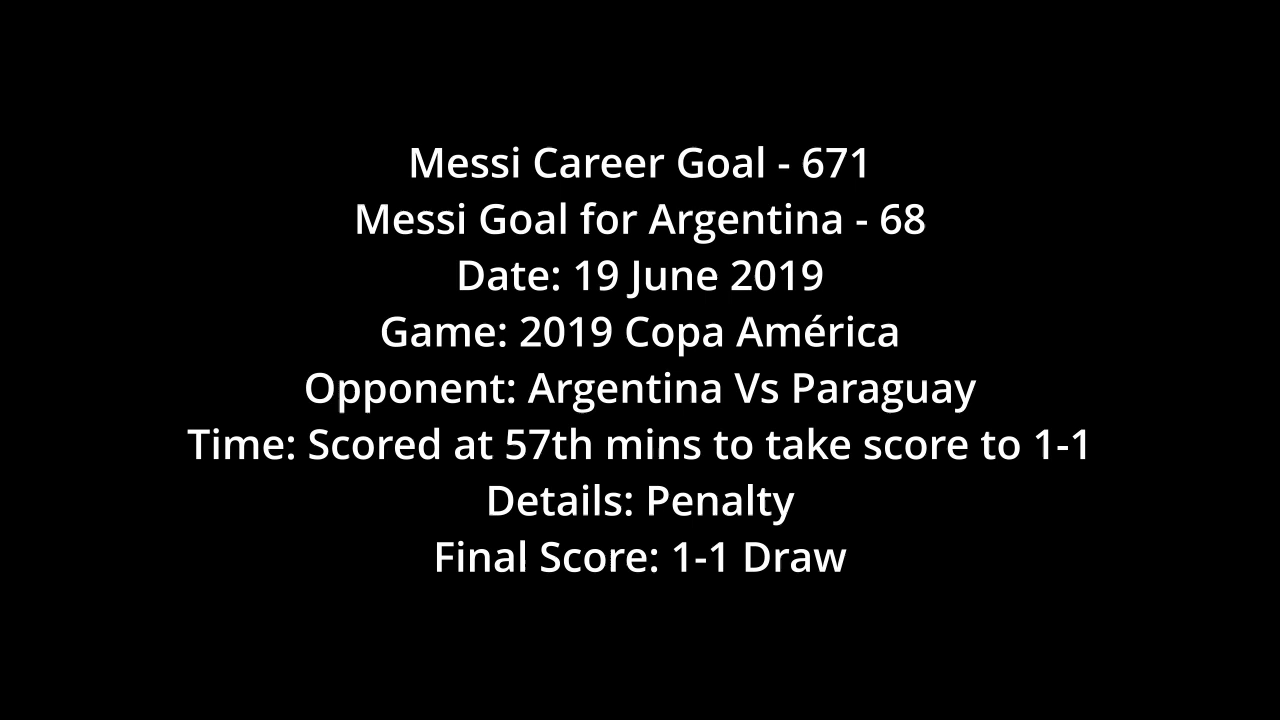 Messi Career Goal - 671
Messi Goal for Argentina - 68
Date: 19 June 2019
Game: 2019 Copa América
Opponent: Argentina Vs Paraguay
Time: Scored at 57th mins to take score to 1-1
Details: Penalty
Final Score: 1-1 Draw